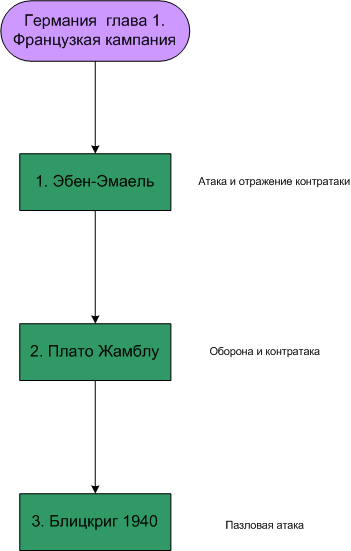 Германия глава 1.
Французкая кампания
1. Эбен-Эмаель
Атака и отражение контратаки
2. Плато Жамблу
Оборона и контратака
3. Блицкриг 1940
Пазловая атака